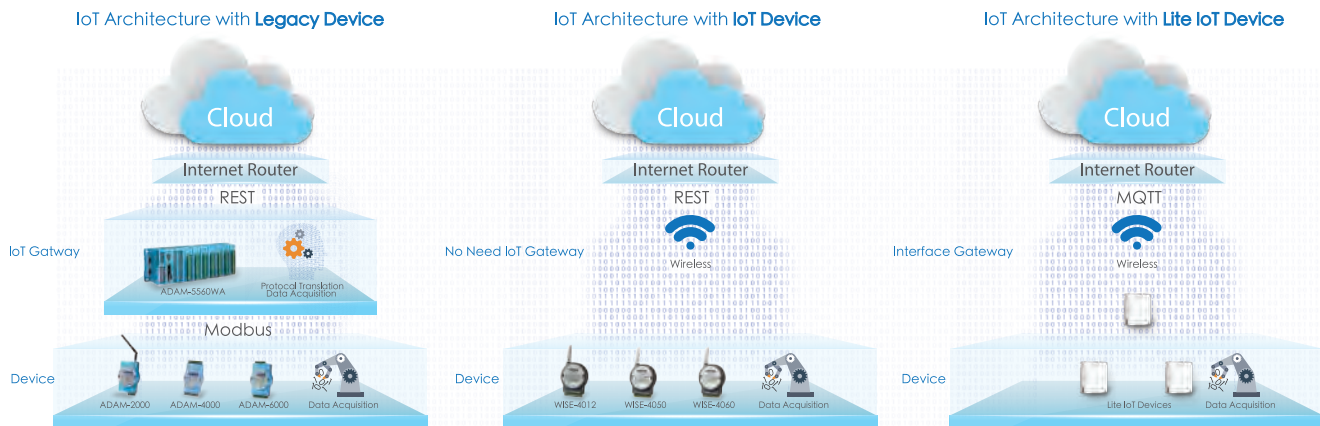 IoT Architecture with Legacy Device
Cloud
Internet Router
REST
IoT Gatway
ADAM-5560WA
Protocal Translation
Data Acquisition
Modbus
Device
ADAM-2000
ADAM-4000
ADAM-6000
Data Acquisition
IoT Architecture with IoT Device
Cloud
Internet Router
REST
No Need IoT Gateway
Wireless
Device
WISE-4012
WISE-4050
WISE-4060
Data Acquisition
IoT Architecture with Lite IoT Device
Cloud
Internet Router
MQTT
Interface Gateway
Wireless
Device
Lite IoT Devices
Data Acquisition